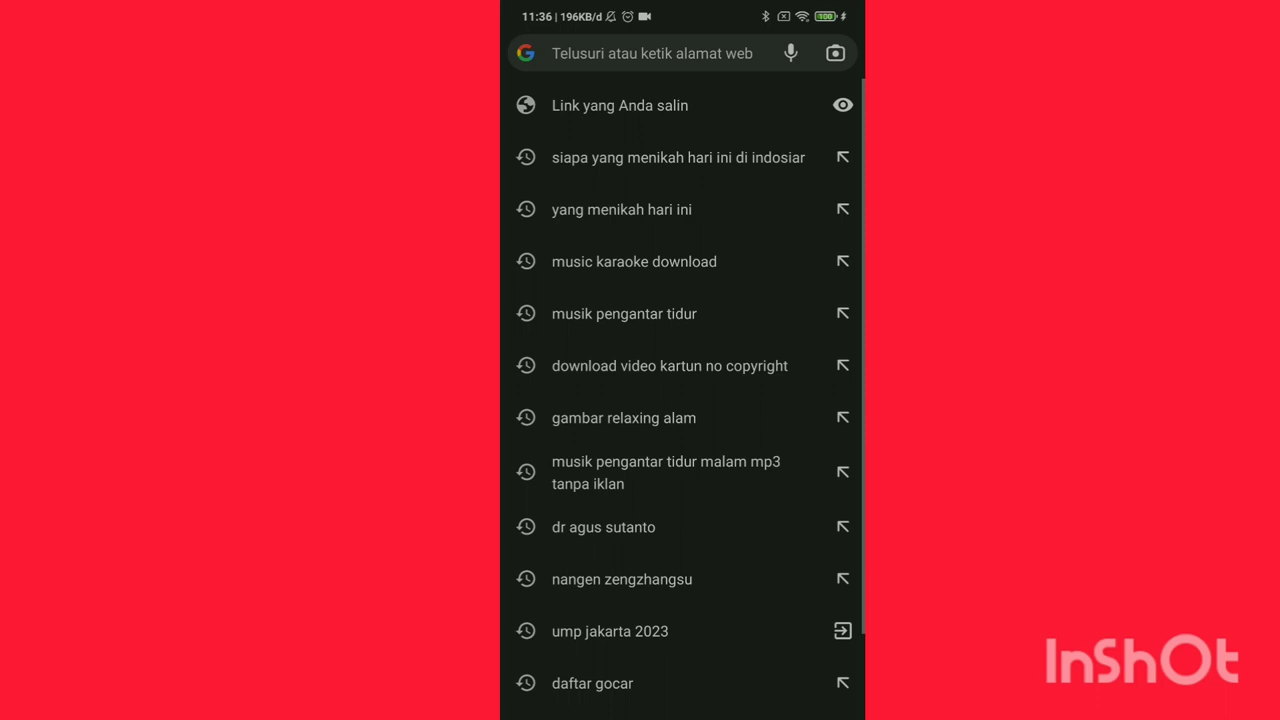 11:36 | 196KB/d
100
Telusuri atau ketik alamat web
Link yang Anda salin
siapa yang menikah hari ini di indosiar
yang menikah hari ini
music karaoke download
musik pengantar tidur
download video kartun no copyright
gambar relaxing alam
musik pengantar tidur malam mp3
tanpa iklan
dr agus sutanto
nangen zengzhangsu
ump jakarta 2023
daftar gocar
InShOt